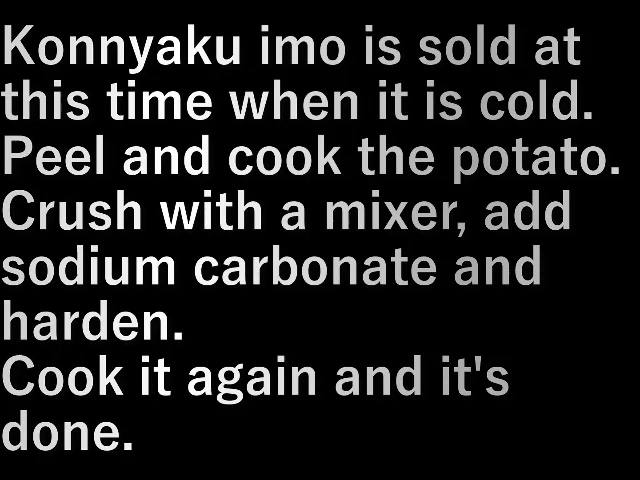 Konnyaku imo is sold at
this time when it is cold.
Peel and cook the potato.
Crush with a mixer, add
sodium carbonate and
harden.
Cook it again and it's
done.